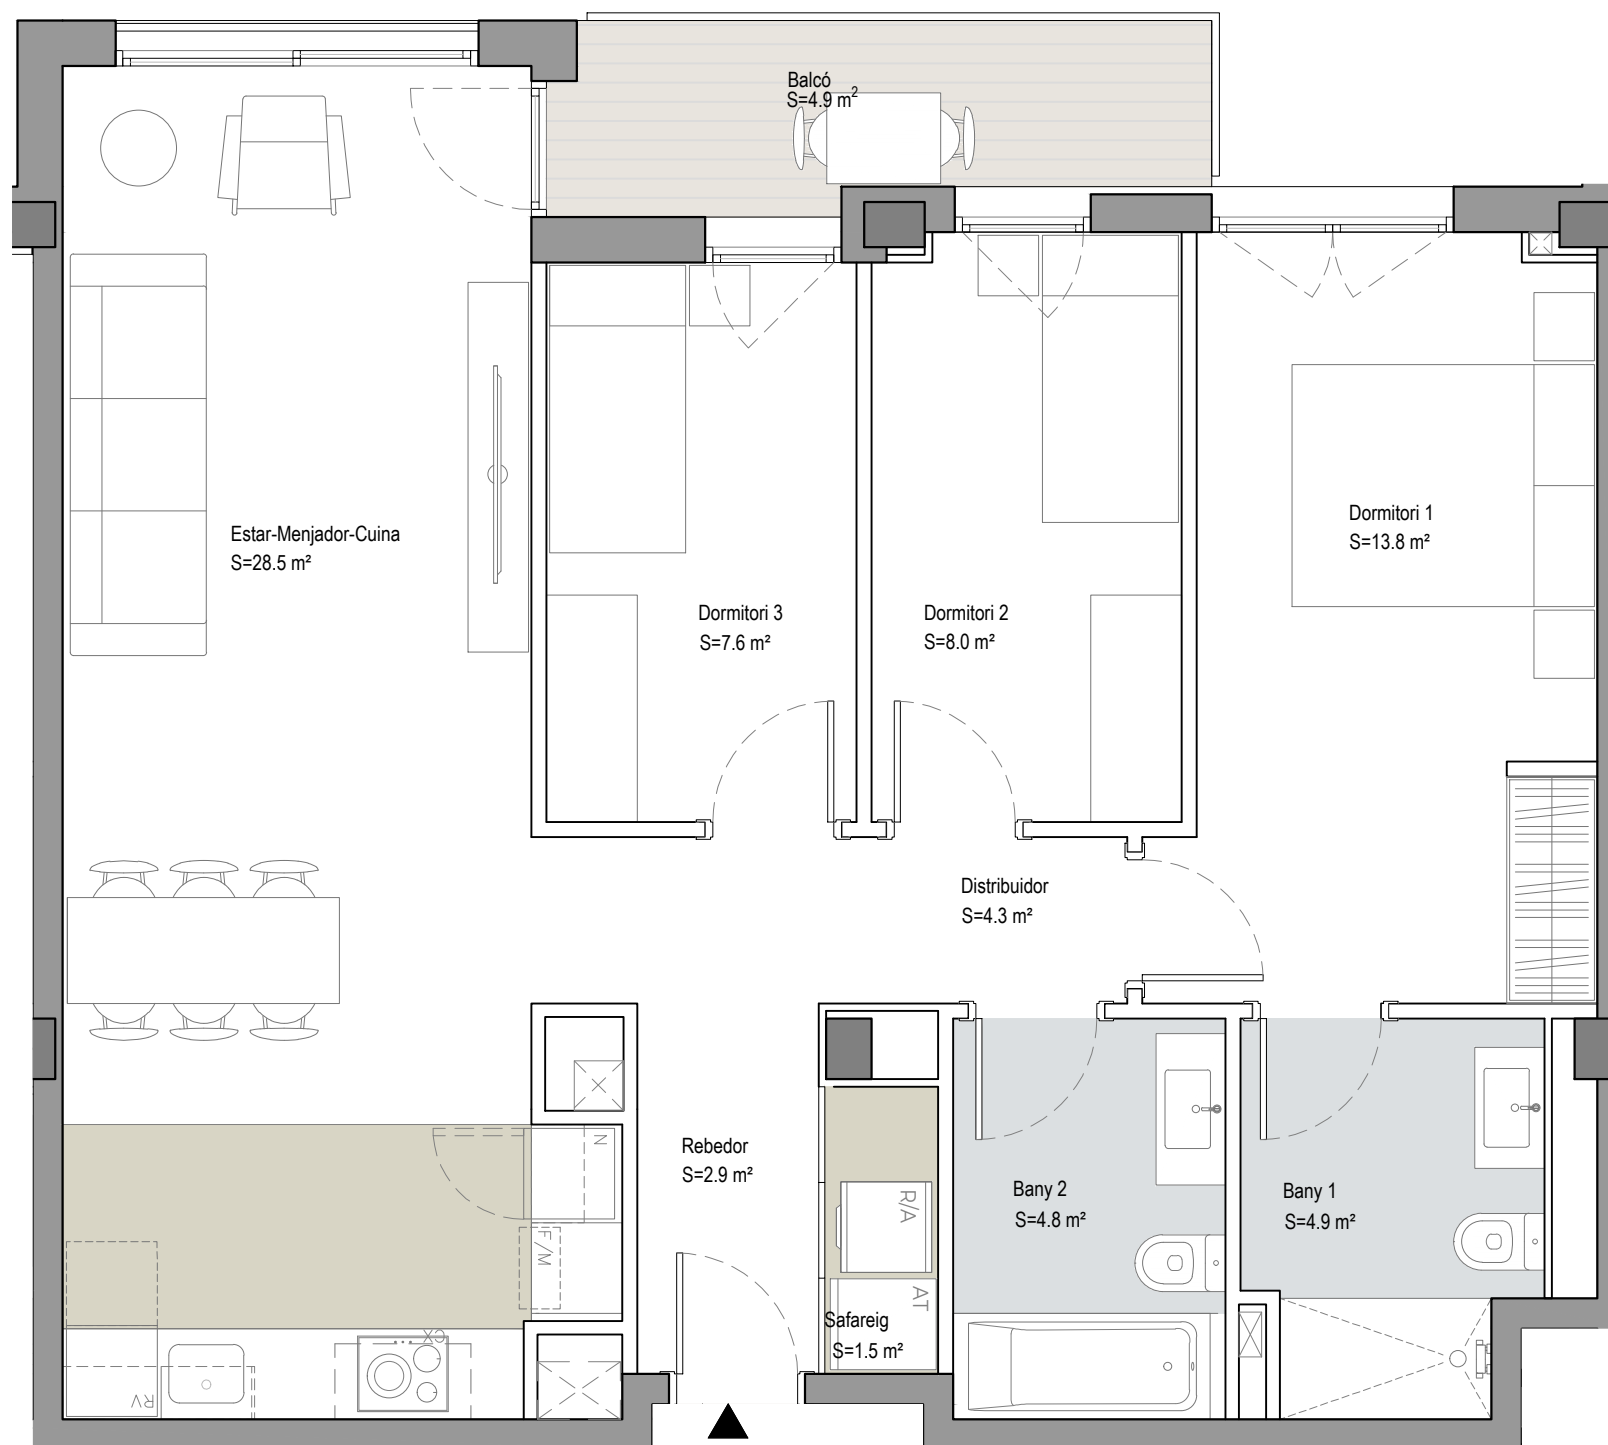 Balcó
S=4.9 m²
Estar-Menjador-Cuina
S=28.5 m²
Dormitori 1
S=13.8 m²
Dormitori 3
S=7.6 m²
Dormitori 2
S=8.0 m²
Distribuidor
S=4.3 m²
N
Rebedor
S=2.9 m²
R/A
Bany 2
S=4.8 m²
Bany 1
S=4.9 m²
F/M
AT
Safareig
S=1.5 m²
CX
RV